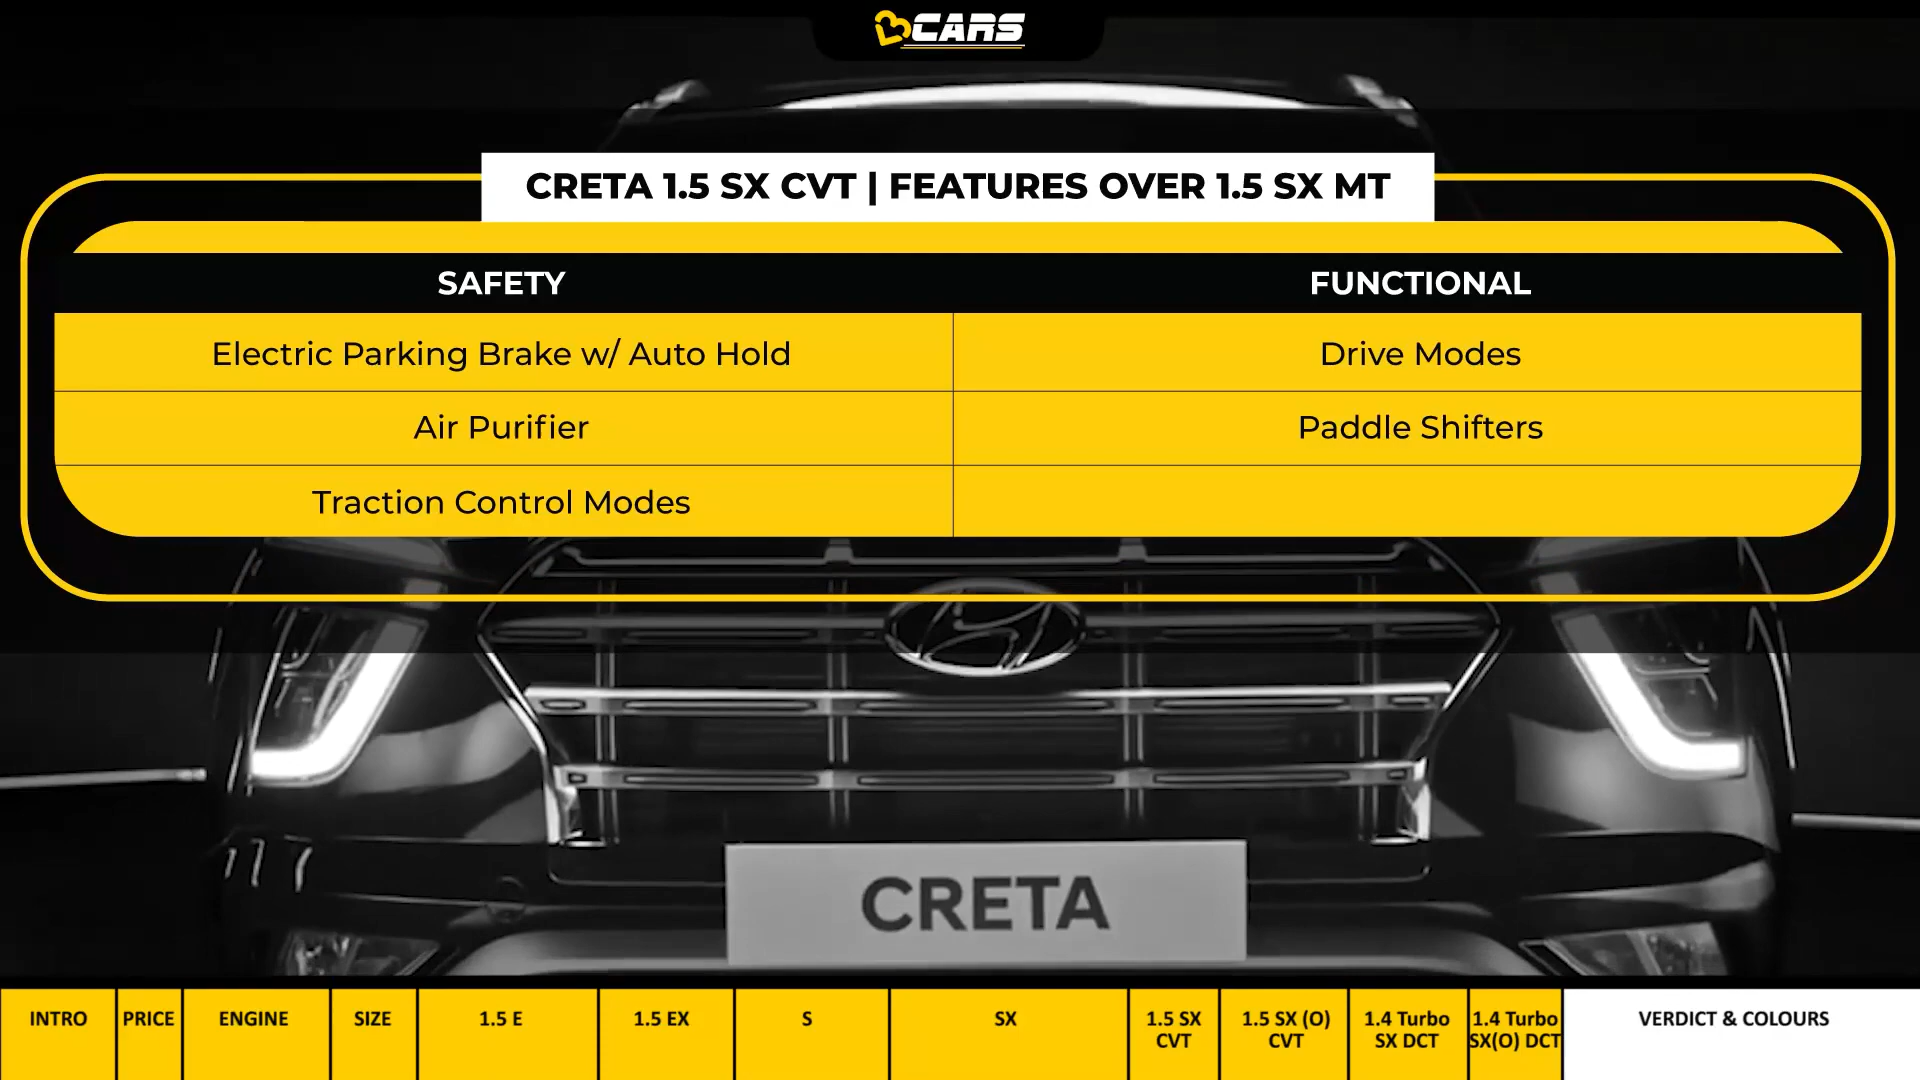 CARS
CRETA 1.5 SX CVT | FEATURES OVER 1.5 SX MT
SAFETY
FUNCTIONAL
Electric Parking Brake w/ Auto Hold
Drive Modes
Air Purifier
Paddle Shifters
Traction Control Modes
CRETA
INTRO
PRICE
ENGINE
SIZE
1.5 E
1.5 EX
S
SX
1.5 SX
CVT
1.5 SX (O)
CVT
1.4 Turbo
SX DCT
1.4 Turbo
SX(O) DCT
VERDICT & COLOURS